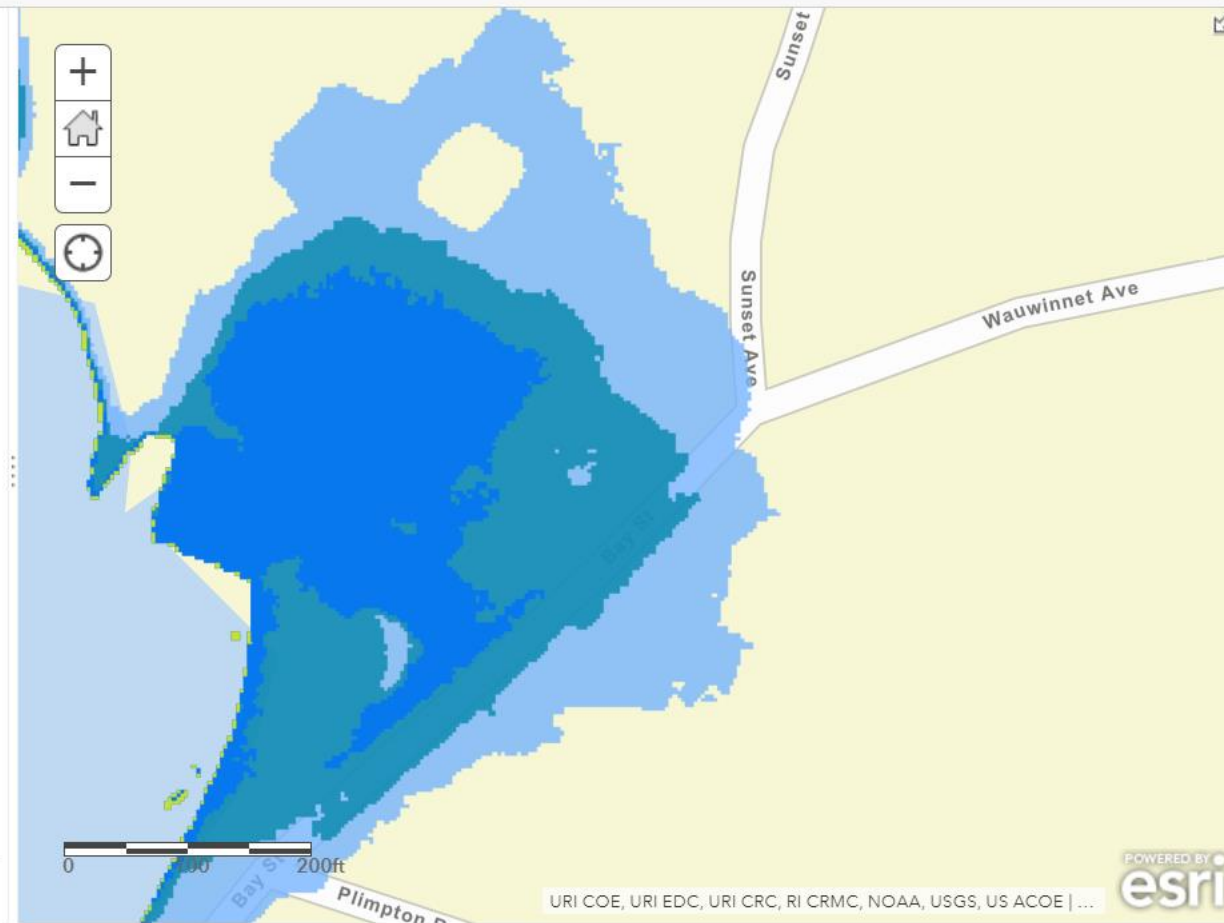 +
−
Sunset
Sunset Ave
Wauwinnet Ave
Bay St
Bay St
0 100 200ft
Plimpton
URI COE, URI EDC, URI CRC, RI CRMC, NOAA, USGS, US ACOE | ...
POWERED BY
esri